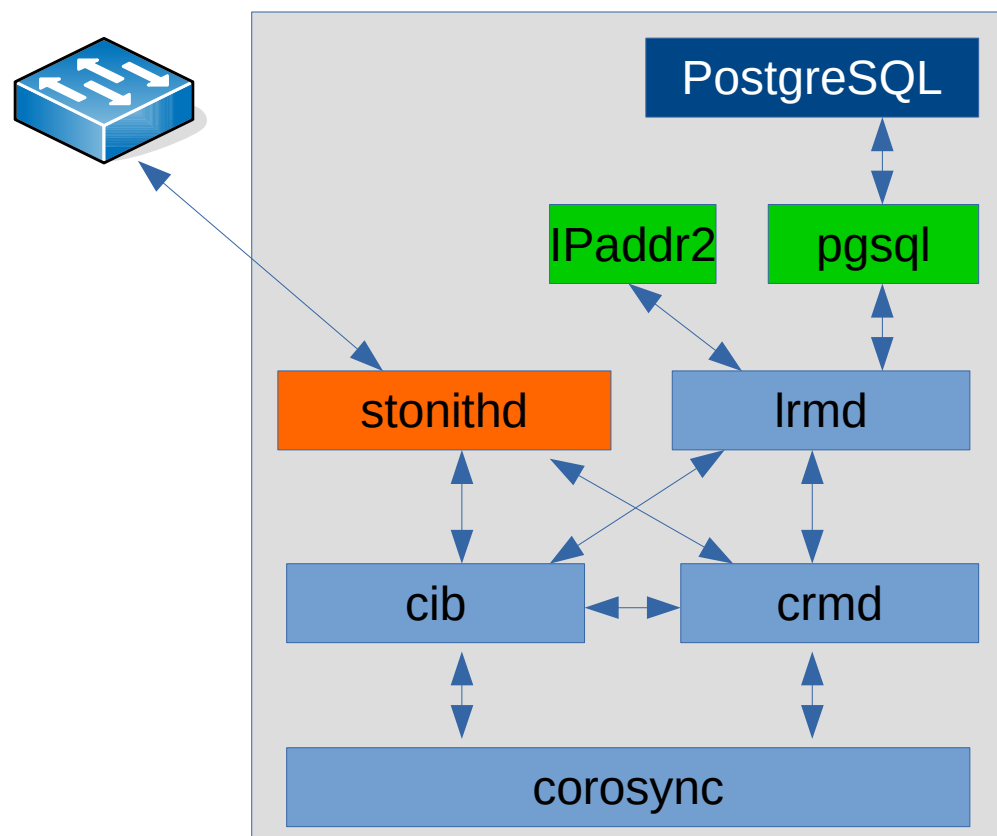 PostgreSQL
IPaddr2
pgsql
stonithd
lrmd
cib
crmd
corosync